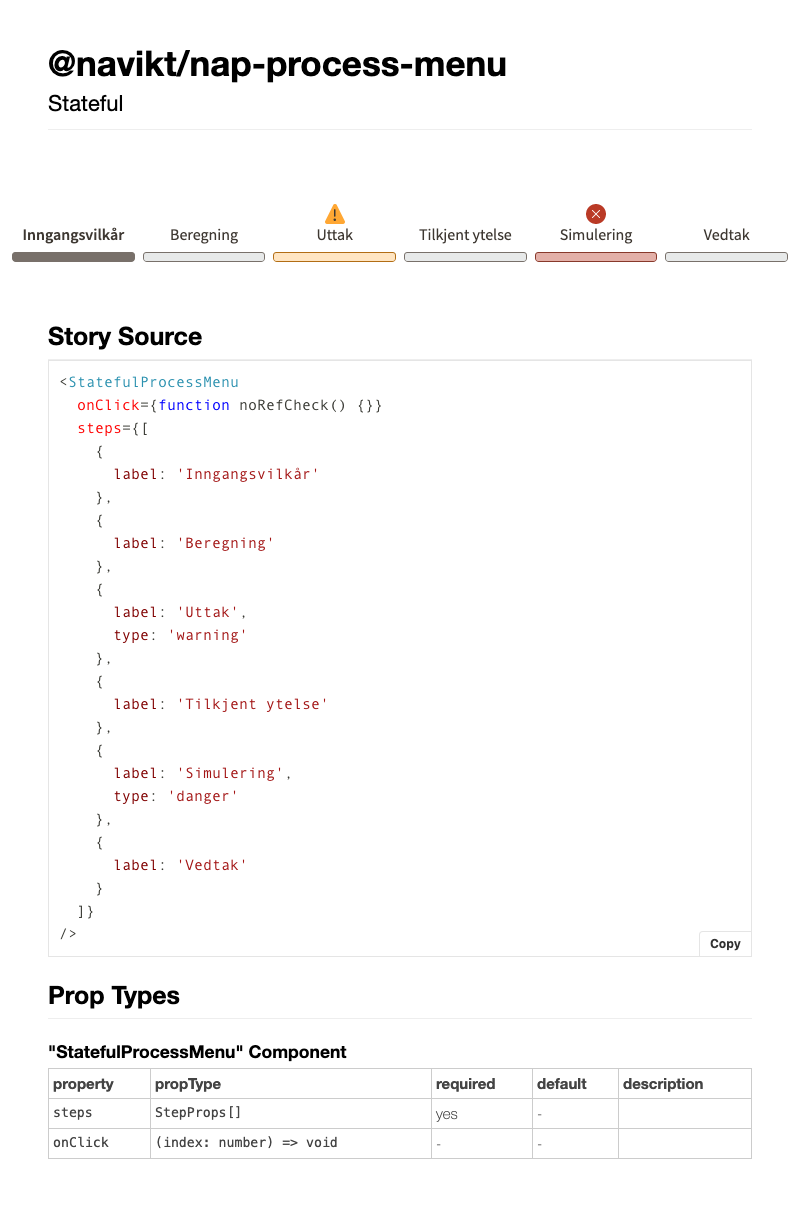 @navikt/nap-process-menu
Stateful
Inngangsvilkår Beregning Uttak Tilkjent ytelse Simulering Vedtak
Story Source
<StatefulProcessMenu
  onClick={function noRefCheck() {}}
  steps={[
    {
      label: 'Inngangsvilkår'
    },
    {
      label: 'Beregning'
    },
    {
      label: 'Uttak',
      type: 'warning'
    },
    {
      label: 'Tilkjent ytelse'
    },
    {
      label: 'Simulering',
      type: 'danger'
    },
    {
      label: 'Vedtak'
    }
  ]}
/>
Copy
Prop Types
"StatefulProcessMenu" Component
property propType required default description
steps StepProps[] yes -
onClick (index: number) => void - -